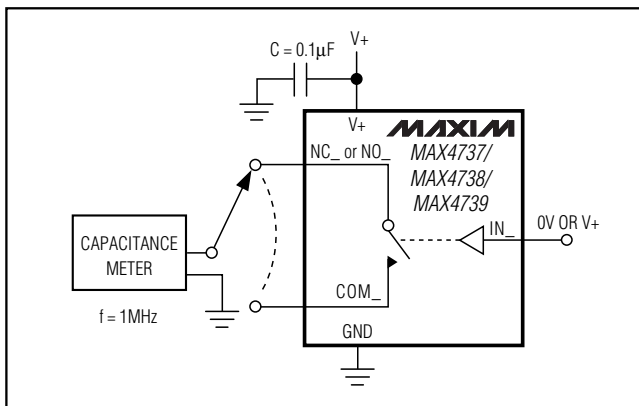 V+
C = 0.1µF
V+
MAXIM
NC_ or NO_
MAX4737/
MAX4738/
MAX4739
IN_
0V OR V+
CAPACITANCE
METER
COM_
f = 1MHz
GND